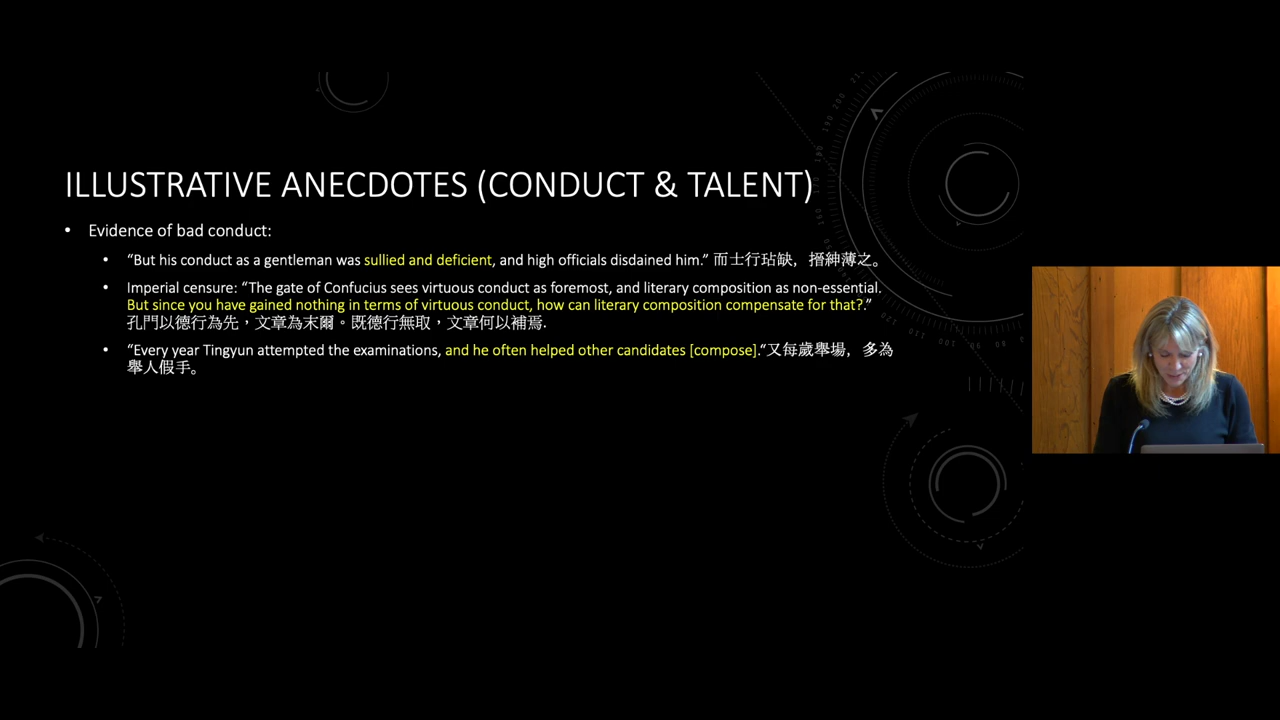 ILLUSTRATIVE ANECDOTES (CONDUCT & TALENT)
• Evidence of bad conduct:
• “But his conduct as a gentleman was sullied and deficient, and high officials disdained him.” 而士行玷缺，搢紳薄之。
• Imperial censure: “The gate of Confucius sees virtuous conduct as foremost, and literary composition as non-essential.
But since you have gained nothing in terms of virtuous conduct, how can literary composition compensate for that?.”
孔門以德行為先，文章為末爾。既德行無取，文章何以補焉.
• “Every year Tingyun attempted the examinations, and he often helped other candidates [compose].“又每歲舉場，多為
舉人假手。